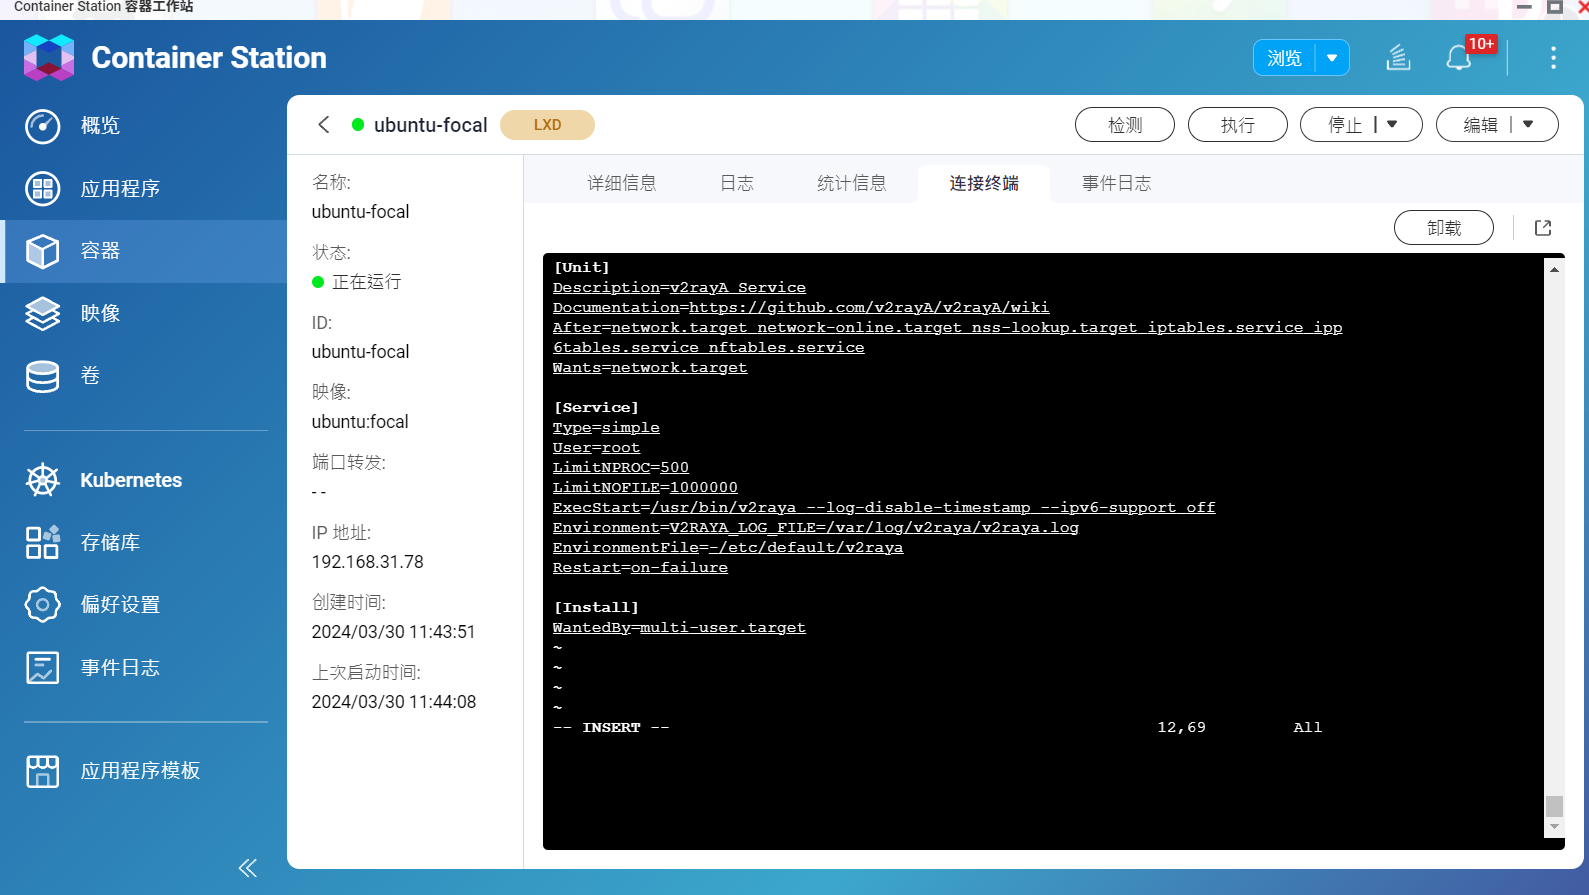 Container Station 容器工作站
Container Station
浏览
10+
概览
应用程序
容器
映像
卷
Kubernetes
存储库
偏好设置
事件日志
应用程序模板
ubuntu-focal
LXD
检测
执行
停止
编辑
名称:
ubuntu-focal
状态:
正在运行
ID:
ubuntu-focal
映像:
ubuntu:focal
端口转发:
- -
IP 地址:
192.168.31.78
创建时间:
2024/03/30 11:43:51
上次启动时间:
2024/03/30 11:44:08
详细信息
日志
统计信息
连接终端
事件日志
卸载
[Unit]
Description=v2rayA Service
Documentation=https://github.com/v2rayA/v2rayA/wiki
After=network.target network-online.target nss-lookup.target iptables.service ipp
6tables.service nftables.service
Wants=network.target
[Service]
Type=simple
User=root
LimitNPROC=500
LimitNOFILE=1000000
ExecStart=/usr/bin/v2raya --log-disable-timestamp --ipv6-support off
Environment=V2RAYA_LOG_FILE=/var/log/v2raya/v2raya.log
EnvironmentFile=-/etc/default/v2raya
Restart=on-failure
[Install]
WantedBy=multi-user.target
~
~
~
~
-- INSERT -- 12,69 All